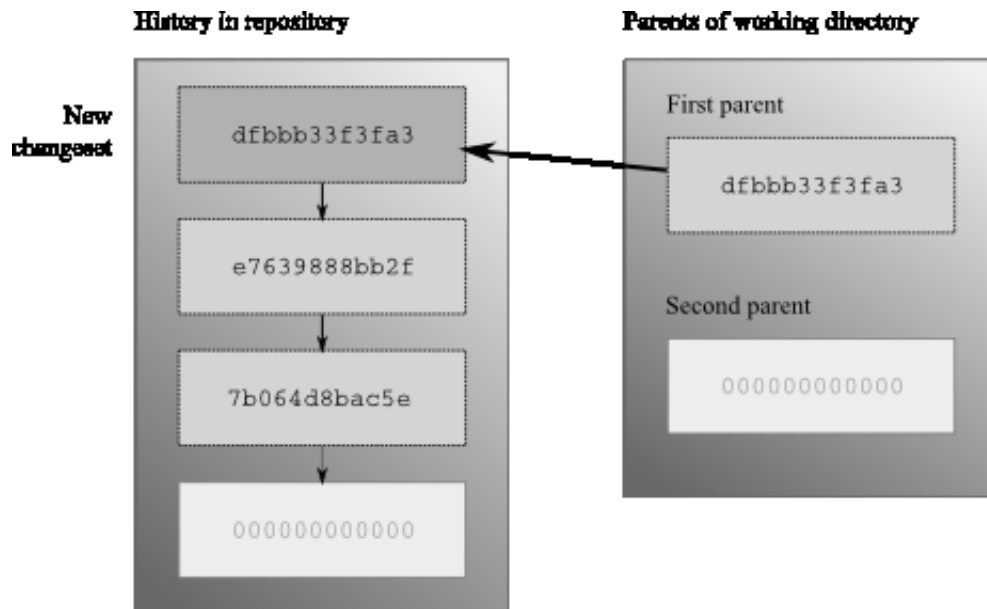 History in repository
Parents of working directory
New
changeset
dfbbb33f3fa3
e7639888bb2f
7b064d8bac5e
000000000000
First parent
dfbbb33f3fa3
Second parent
000000000000